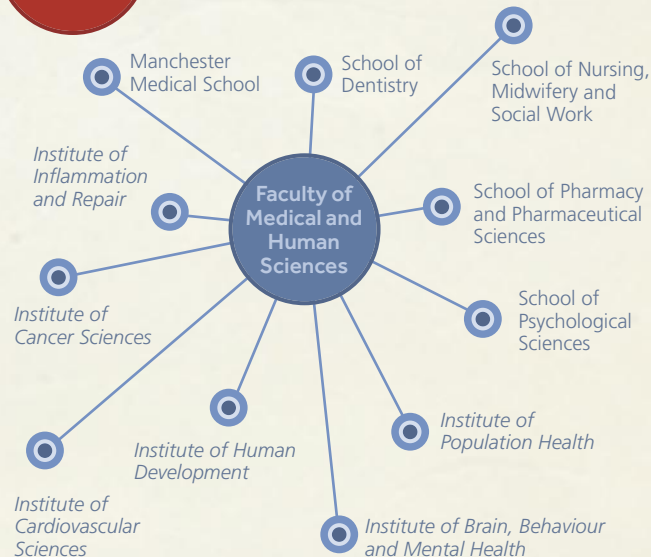 Manchester
Medical School
School of
Dentistry
School of Nursing,
Midwifery and
Social Work
Institute of
Inflammation
and Repair
Faculty of
Medical and
Human
Sciences
School of Pharmacy
and Pharmaceutical
Sciences
Institute of
Cancer Sciences
School of
Psychological
Sciences
Institute of Human
Development
Institute of
Population Health
Institute of
Cardiovascular
Sciences
Institute of Brain, Behaviour
and Mental Health